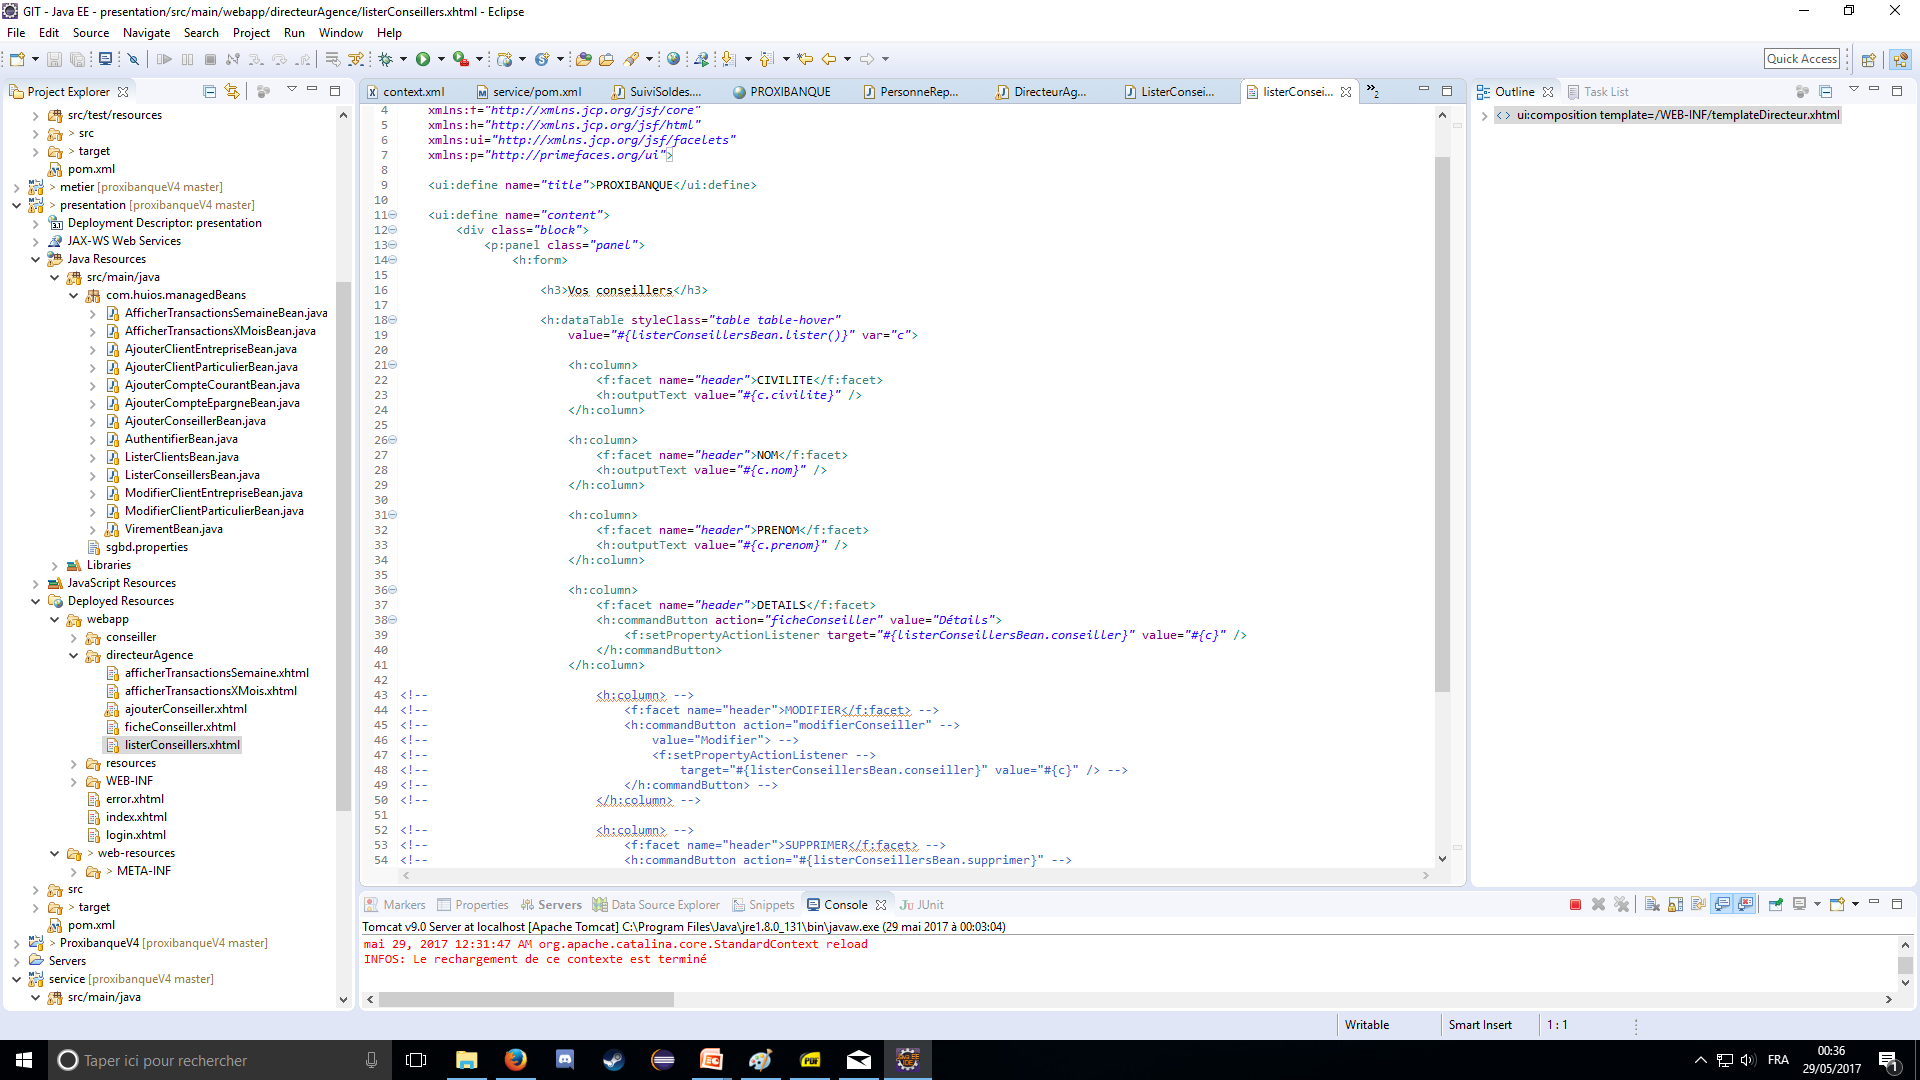 GIT - Java EE - presentation/src/main/webapp/directeurAgence/listerConseillers.xhtml - Eclipse
File Edit Source Navigate Search Project Run Window Help
Quick Access
Project Explorer
src/test/resources
> src
> target
pom.xml
> metier [proxibanqueV4 master]
> presentation [proxibanqueV4 master]
Deployment Descriptor: presentation
JAX-WS Web Services
Java Resources
src/main/java
com.huios.managedBeans
AfficherTransactionsSemaineBean.java
AfficherTransactionsXMoisBean.java
AjouterClientEntrepriseBean.java
AjouterClientParticulierBean.java
AjouterCompteCourantBean.java
AjouterCompteEpargneBean.java
AjouterConseillerBean.java
AuthentifierBean.java
ListerClientsBean.java
ListerConseillersBean.java
ModifierClientEntrepriseBean.java
ModifierClientParticulierBean.java
VirementBean.java
sgbd.properties
Libraries
JavaScript Resources
Deployed Resources
webapp
conseiller
directeurAgence
afficherTransactionsSemaine.xhtml
afficherTransactionsXMois.xhtml
ajouterConseiller.xhtml
ficheConseiller.xhtml
listerConseillers.xhtml
resources
WEB-INF
error.xhtml
index.xhtml
login.xhtml
> web-resources
> META-INF
src
> target
pom.xml
> ProxibanqueV4 [proxibanqueV4 master]
Servers
service [proxibanqueV4 master]
src/main/java
context.xml service/pom.xml SuiviSoldes.... PROXIBANQUE PersonneRep... DirecteurAg... ListerConsei... listerConsei... »2
4 xmlns:f="http://xmlns.jcp.org/jsf/core"
5 xmlns:h="http://xmlns.jcp.org/jsf/html"
6 xmlns:ui="http://xmlns.jcp.org/jsf/facelets"
7 xmlns:p="http://primefaces.org/ui">
8
9 <ui:define name="title">PROXIBANQUE</ui:define>
10
11 <ui:define name="content">
12 <div class="block">
13 <p:panel class="panel">
14 <h:form>
15
16 <h3>Vos conseillers</h3>
17
18 <h:dataTable styleClass="table table-hover"
19 value="#{listerConseillersBean.lister()}" var="c">
20
21 <h:column>
22 <f:facet name="header">CIVILITE</f:facet>
23 <h:outputText value="#{c.civilite}" />
24 </h:column>
25
26 <h:column>
27 <f:facet name="header">NOM</f:facet>
28 <h:outputText value="#{c.nom}" />
29 </h:column>
30
31 <h:column>
32 <f:facet name="header">PRENOM</f:facet>
33 <h:outputText value="#{c.prenom}" />
34 </h:column>
35
36 <h:column>
37 <f:facet name="header">DETAILS</f:facet>
38 <h:commandButton action="ficheConseiller" value="Détails">
39 <f:setPropertyActionListener target="#{listerConseillersBean.conseiller}" value="#{c}" />
40 </h:commandButton>
41 </h:column>
42
43 <!-- <h:column> -->
44 <!-- <f:facet name="header">MODIFIER</f:facet> -->
45 <!-- <h:commandButton action="modifierConseiller" -->
46 <!-- value="Modifier"> -->
47 <!-- <f:setPropertyActionListener -->
48 <!-- target="#{listerConseillersBean.conseiller}" value="#{c}" /> -->
49 <!-- </h:commandButton> -->
50 <!-- </h:column> -->
51
52 <!-- <h:column> -->
53 <!-- <f:facet name="header">SUPPRIMER</f:facet> -->
54 <!-- <h:commandButton action="#{listerConseillersBean.supprimer}" -->
Outline Task List
ui:composition template=/WEB-INF/templateDirecteur.xhtml
Markers Properties Servers Data Source Explorer Snippets Console JUnit
Tomcat v9.0 Server at localhost [Apache Tomcat] C:\Program Files\Java\jre1.8.0_131\bin\javaw.exe (29 mai 2017 à 00:03:04)
mai 29, 2017 12:31:47 AM org.apache.catalina.core.StandardContext reload
INFOS: Le rechargement de ce contexte est terminé
Writable Smart Insert 1 : 1
Taper ici pour rechercher
PDF
Java EE
IDE
FRA
00:36
29/05/2017
1